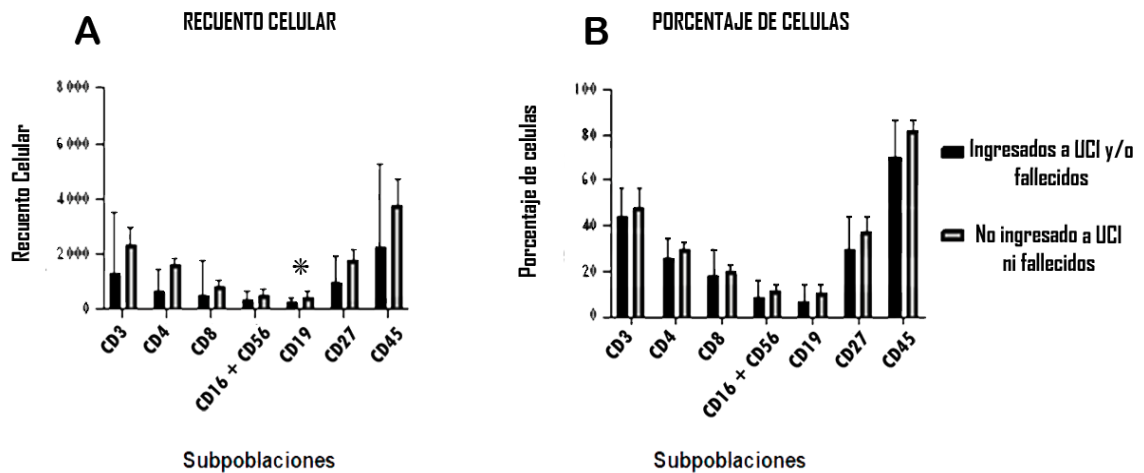 A
RECUENTO CELULAR
Recuento Celular
8 000
6 000
4 000
2 000
0
*
CD3
CD4
CD8
CD16 + CD56
CD19
CD27
CD45
Subpoblaciones
B
PORCENTAJE DE CELULAS
Porcentaje de celulas
100
80
60
40
20
0
CD3
CD4
CD8
CD16 + CD56
CD19
CD27
CD45
Subpoblaciones
Ingresados a UCI y/o
fallecidos
No ingresado a UCI
ni fallecidos